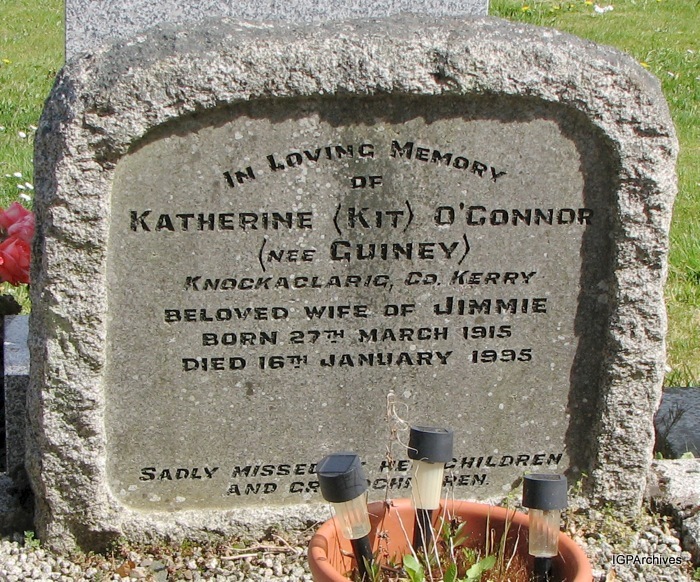 In Loving Memory
of
Katherine (Kit) O'Connor
(nee Guiney)
Knockaclarig, Co. Kerry
beloved wife of Jimmie
born 27th March 1915
died 16th January 1995
Sadly missed children
and
IGPArchives